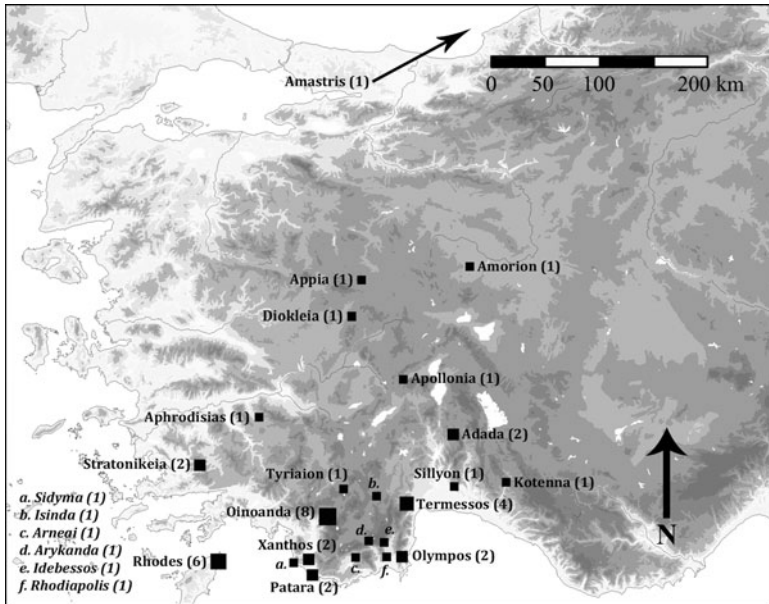 Amastris (1)
0 50 100 200 km
Appia (1)
Amorion (1)
Diokleia (1)
Apollonia (1)
Aphrodisias (1)
Adada (2)
Stratonikeia (2)
Tyriaion (1)
b.
Sillyon (1)
Kotenna (1)
Oinoanda (8)
Termessos (4)
N
d.
e.
Xanthos (2)
a.
c.
f.
Olympos (2)
Rhodes (6)
Patara (2)
a. Sidyma (1)
b. Isinda (1)
c. Arneai (1)
d. Arykanda (1)
e. Idebessos (1)
f. Rhodiapolis (1)